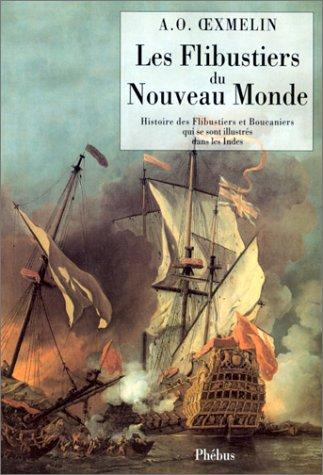 A. O. ŒXMELIN
Les Flibustiers
du
Nouveau Monde
Histoire des Flibustiers et Boucaniers
qui se sont illustrés
dans les Indes
Phébus